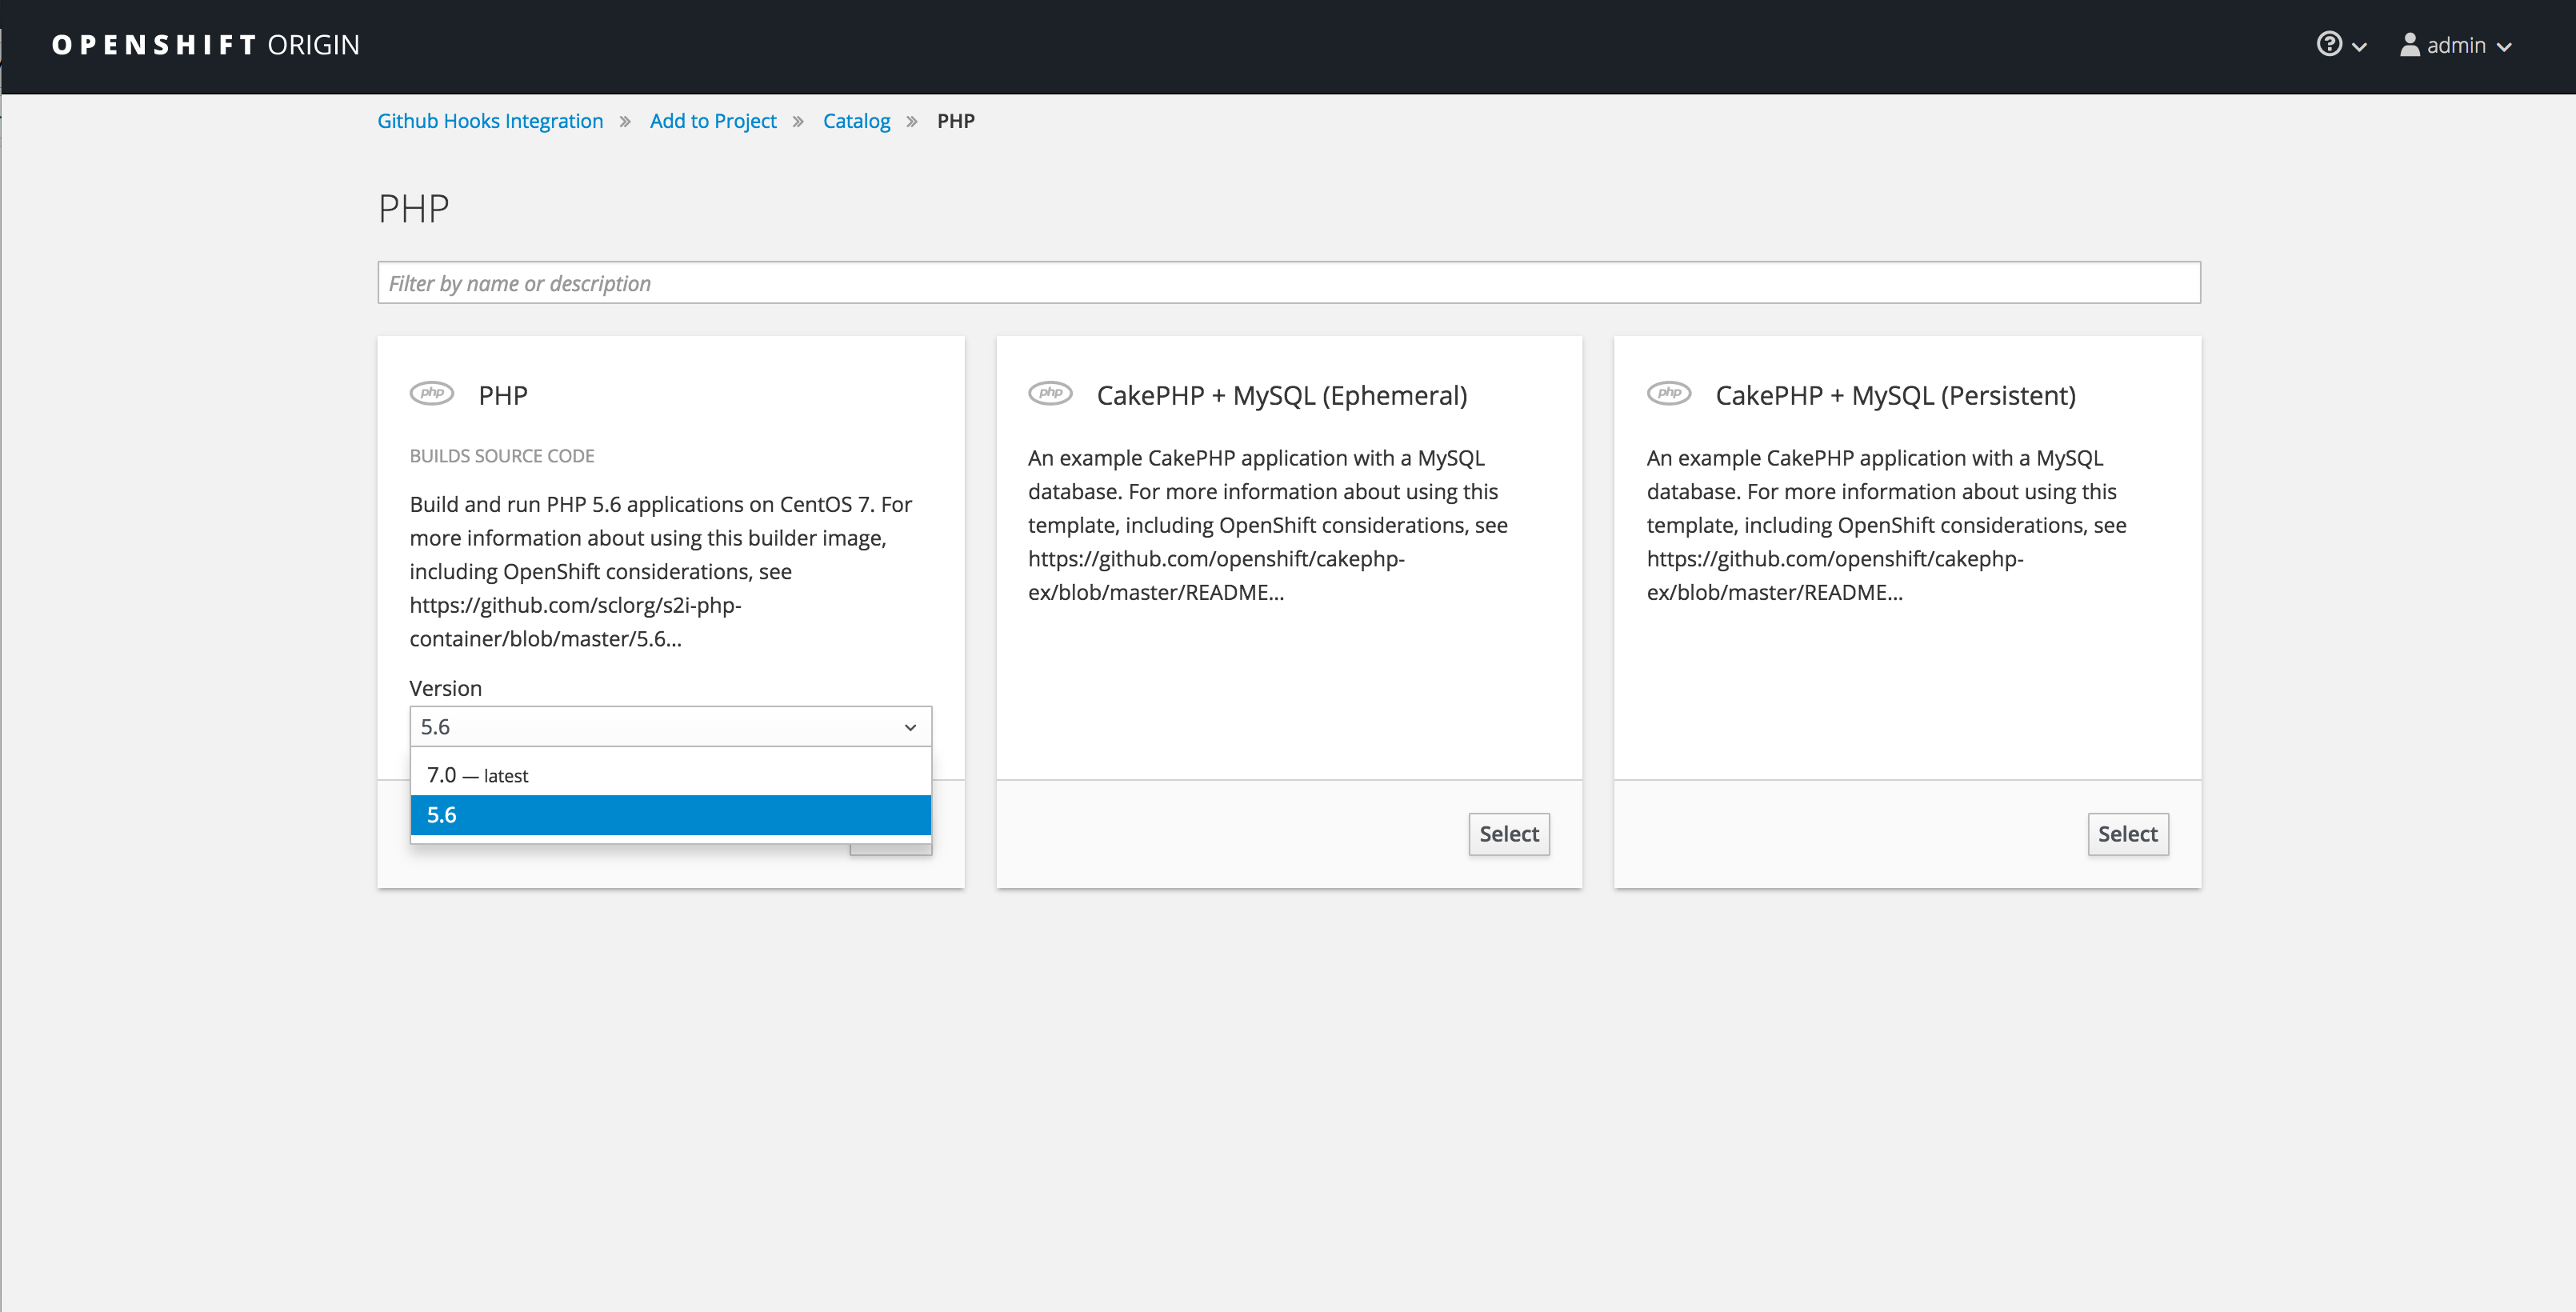 OPENSHIFT ORIGIN
admin
Github Hooks Integration » Add to Project » Catalog » PHP
PHP
Filter by name or description
php PHP
BUILDS SOURCE CODE
Build and run PHP 5.6 applications on CentOS 7. For
more information about using this builder image,
including OpenShift considerations, see
https://github.com/sclorg/s2i-php-
container/blob/master/5.6...
Version
5.6
7.0 — latest
5.6
php CakePHP + MySQL (Ephemeral)
An example CakePHP application with a MySQL
database. For more information about using this
template, including OpenShift considerations, see
https://github.com/openshift/cakephp-
ex/blob/master/README...
Select
php CakePHP + MySQL (Persistent)
An example CakePHP application with a MySQL
database. For more information about using this
template, including OpenShift considerations, see
https://github.com/openshift/cakephp-
ex/blob/master/README...
Select